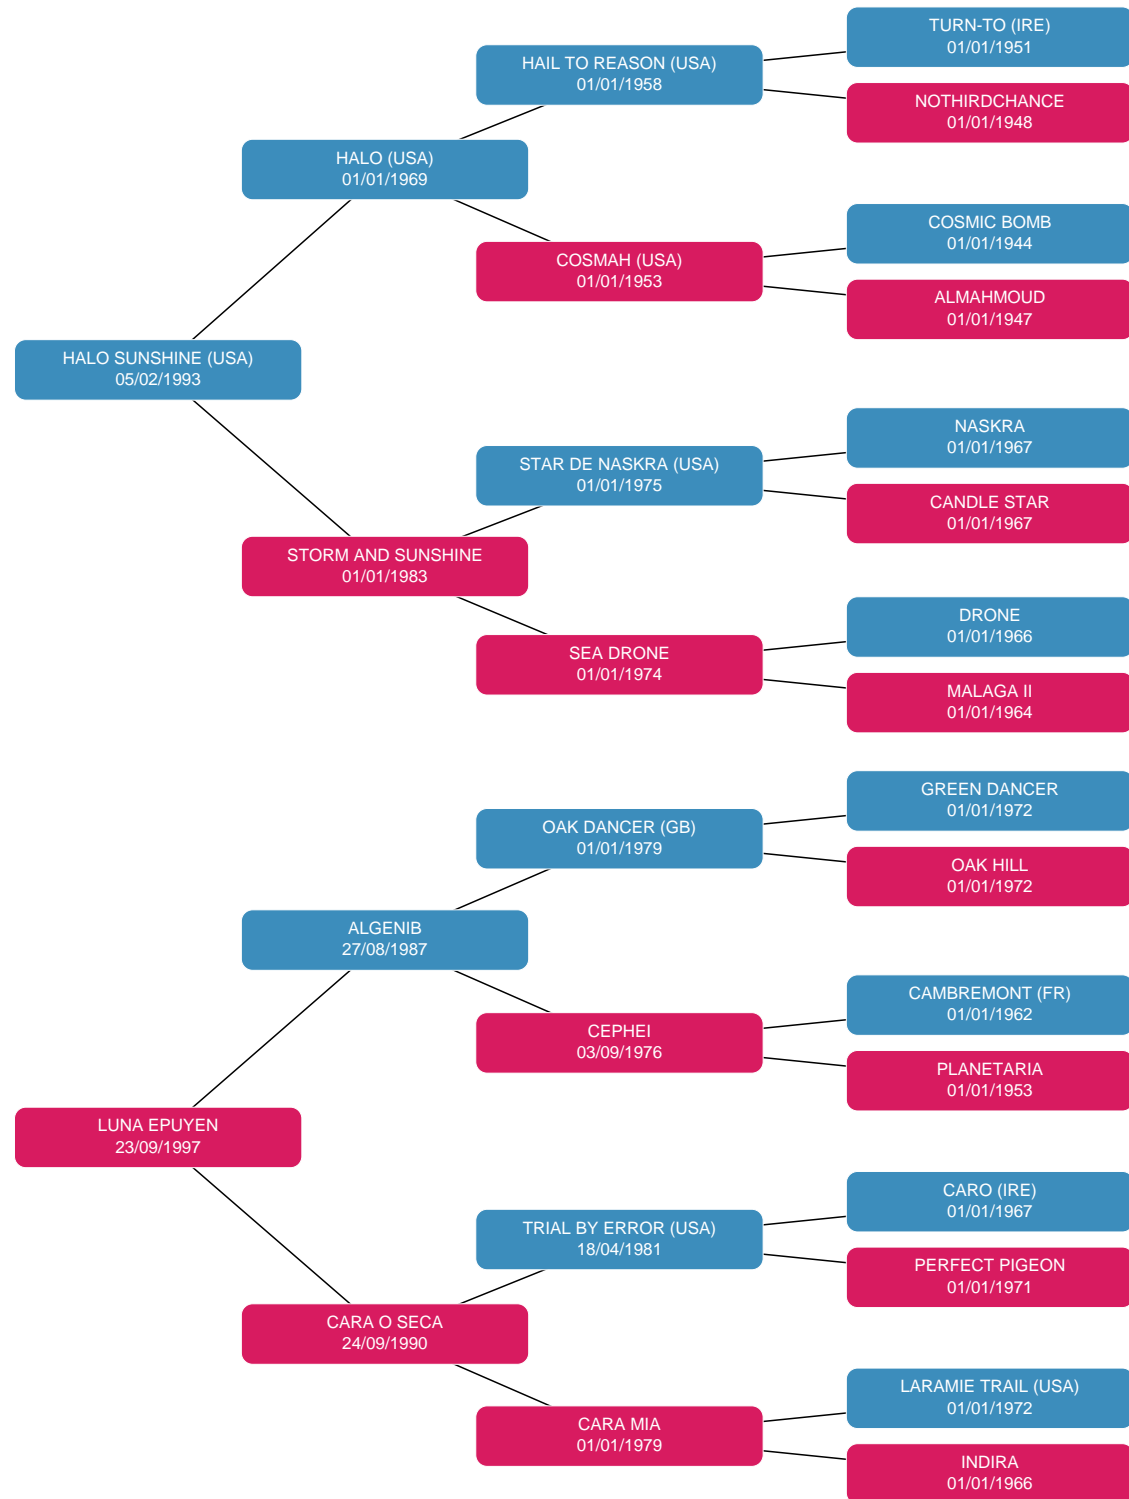 TURN-TO (IRE)
01/01/1951
HAIL TO REASON (USA)
01/01/1958
NOTHIRDCHANCE
01/01/1948
HALO (USA)
01/01/1969
COSMIC BOMB
01/01/1944
COSMAH (USA)
01/01/1953
ALMAHMOUD
01/01/1947
HALO SUNSHINE (USA)
05/02/1993
NASKRA
01/01/1967
STAR DE NASKRA (USA)
01/01/1975
CANDLE STAR
01/01/1967
STORM AND SUNSHINE
01/01/1983
DRONE
01/01/1966
SEA DRONE
01/01/1974
MALAGA II
01/01/1964
GREEN DANCER
01/01/1972
OAK DANCER (GB)
01/01/1979
OAK HILL
01/01/1972
ALGENIB
27/08/1987
CAMBREMONT (FR)
01/01/1962
CEPHEI
03/09/1976
PLANETARIA
01/01/1953
LUNA EPUYEN
23/09/1997
CARO (IRE)
01/01/1967
TRIAL BY ERROR (USA)
18/04/1981
PERFECT PIGEON
01/01/1971
CARA O SECA
24/09/1990
LARAMIE TRAIL (USA)
01/01/1972
CARA MIA
01/01/1979
INDIRA
01/01/1966